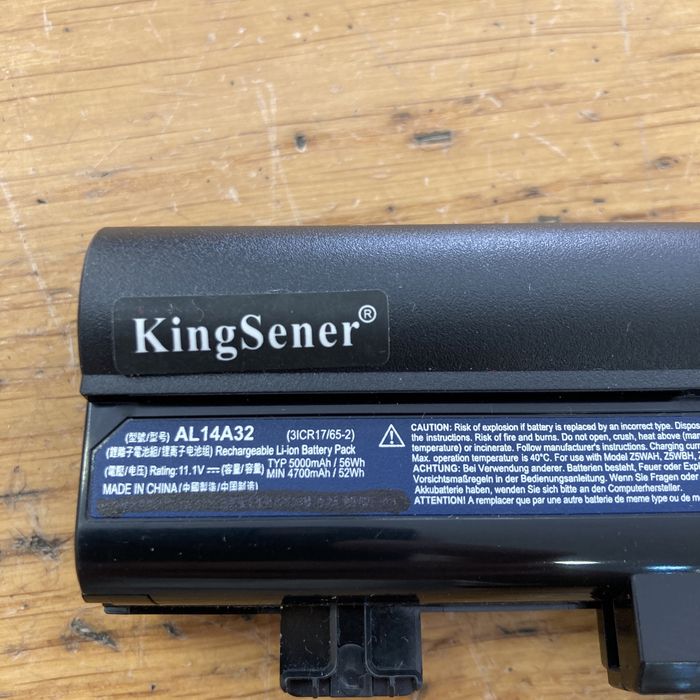 KingSener®
(型號/型号) AL14A32 (3ICR17/65-2)
(鋰離子電池組/锂离子电池组) Rechargeable Li-ion Battery Pack
(電壓/电压) Rating: 11.1V⎓ (容量/容量) TYP 5000mAh / 56Wh
MIN 4700mAh / 52Wh
MADE IN CHINA (中國製造/中国制造)
CAUTION: Risk of explosion if battery is replaced by an incorrect type. Dispos
the instructions. Risk of fire and burns. Do not open, crush, heat above (ma
temperature) or incinerate. Follow manufacturer's instructions. Charging curr
Max. operation temperature is 40°C. For use with Model Z5WAH, Z5WBH, Z
ACHTUNG: Bei Verwendung anderer. Batterien besteht, Feuer oder Explo
Vorsichtsmaßregeln in der Bedienungsanleitung. Wenn Sie Fragen oder
Akkubatterie haben, wenden sich bitte an den Computerhersteller.
ATTENTION! A remplacer que par une autre batterie de meme type ou de m